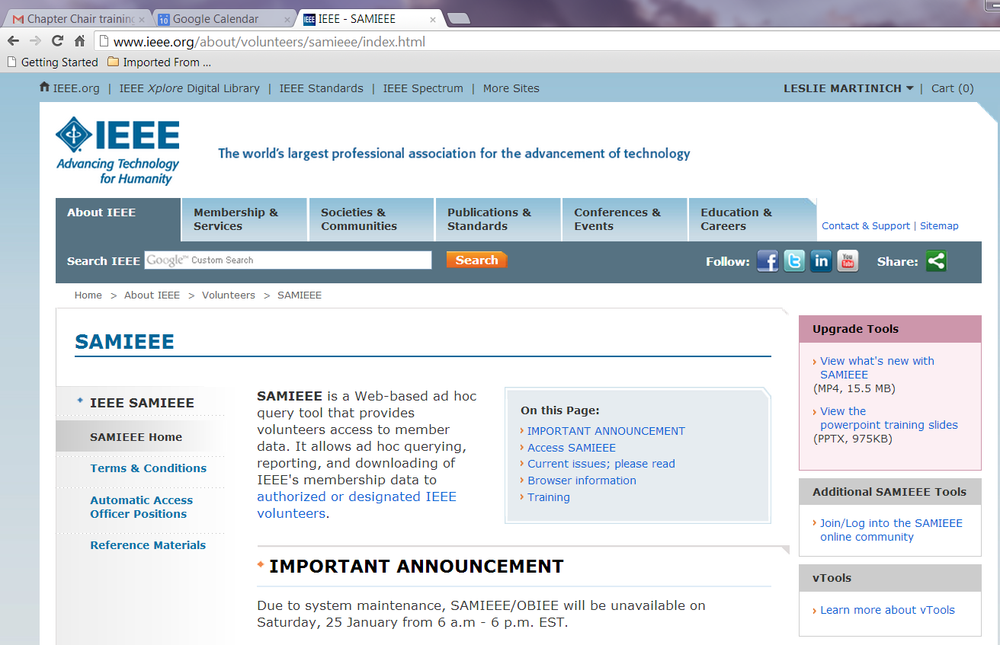 Chapter Chair training
10 Google Calendar
IEEE IEEE - SAMIEEE
www.ieee.org/about/volunteers/samieee/index.html
Getting Started Imported From ...
IEEE.org | IEEE Xplore Digital Library | IEEE Standards | IEEE Spectrum | More Sites
LESLIE MARTINICH | Cart (0)
IEEE
Advancing Technology
for Humanity
The world's largest professional association for the advancement of technology
About IEEE
Membership &
Services
Societies &
Communities
Publications &
Standards
Conferences &
Events
Education &
Careers
Contact & Support | Sitemap
Search IEEE Google™ Custom Search Search Follow: f t in You Tube Share:
Home > About IEEE > Volunteers > SAMIEEE
SAMIEEE
IEEE SAMIEEE
SAMIEEE Home
Terms & Conditions
Automatic Access
Officer Positions
Reference Materials
SAMIEEE is a Web-based ad hoc
query tool that provides
volunteers access to member
data. It allows ad hoc querying,
reporting, and downloading of
IEEE's membership data to
authorized or designated IEEE
volunteers.
On this Page:
IMPORTANT ANNOUNCEMENT
Access SAMIEEE
Current issues; please read
Browser information
Training
IMPORTANT ANNOUNCEMENT
Due to system maintenance, SAMIEEE/OBIEE will be unavailable on
Saturday, 25 January from 6 a.m - 6 p.m. EST.
Upgrade Tools
View what's new with
SAMIEEE
(MP4, 15.5 MB)
View the
powerpoint training slides
(PPTX, 975KB)
Additional SAMIEEE Tools
Join/Log into the SAMIEEE
online community
vTools
Learn more about vTools